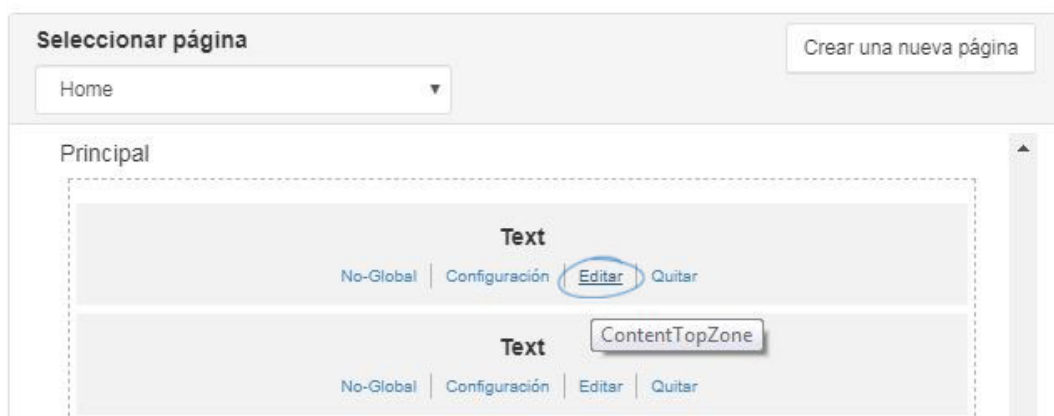 Seleccionar página
Crear una nueva página
Home
Principal
Text
No-Global Configuración Editar Quitar
ContentTopZone
Text
No-Global Configuración Editar Quitar